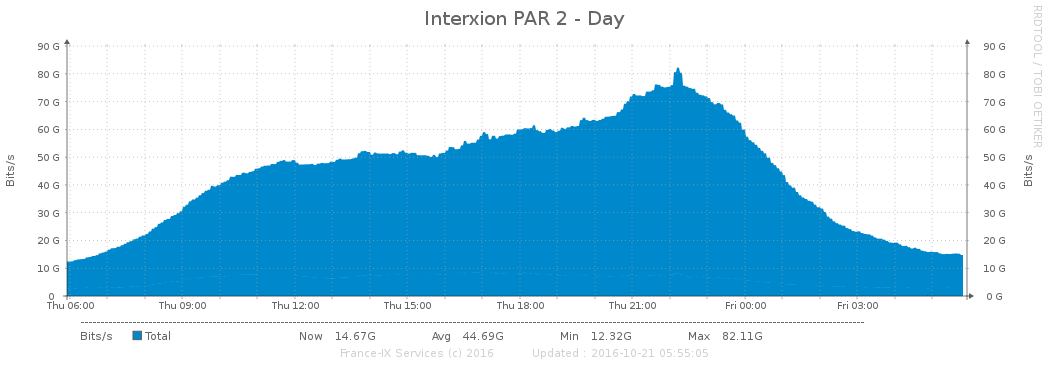 Interxion PAR 2 - Day
RRDTOOL / TOBI OETIKER
Bits/s
90 G 90 G
80 G 80 G
70 G 70 G
60 G 60 G
50 G 50 G
40 G 40 G
30 G 30 G
20 G 20 G
10 G 10 G
0 0 G
Bits/s
Thu 06:00 Thu 09:00 Thu 12:00 Thu 15:00 Thu 18:00 Thu 21:00 Fri 00:00 Fri 03:00
Bits/s Total Now 14.67G Avg 44.69G Min 12.32G Max 82.11G
France-IX Services (c) 2016 Updated : 2016-10-21 05:55:05